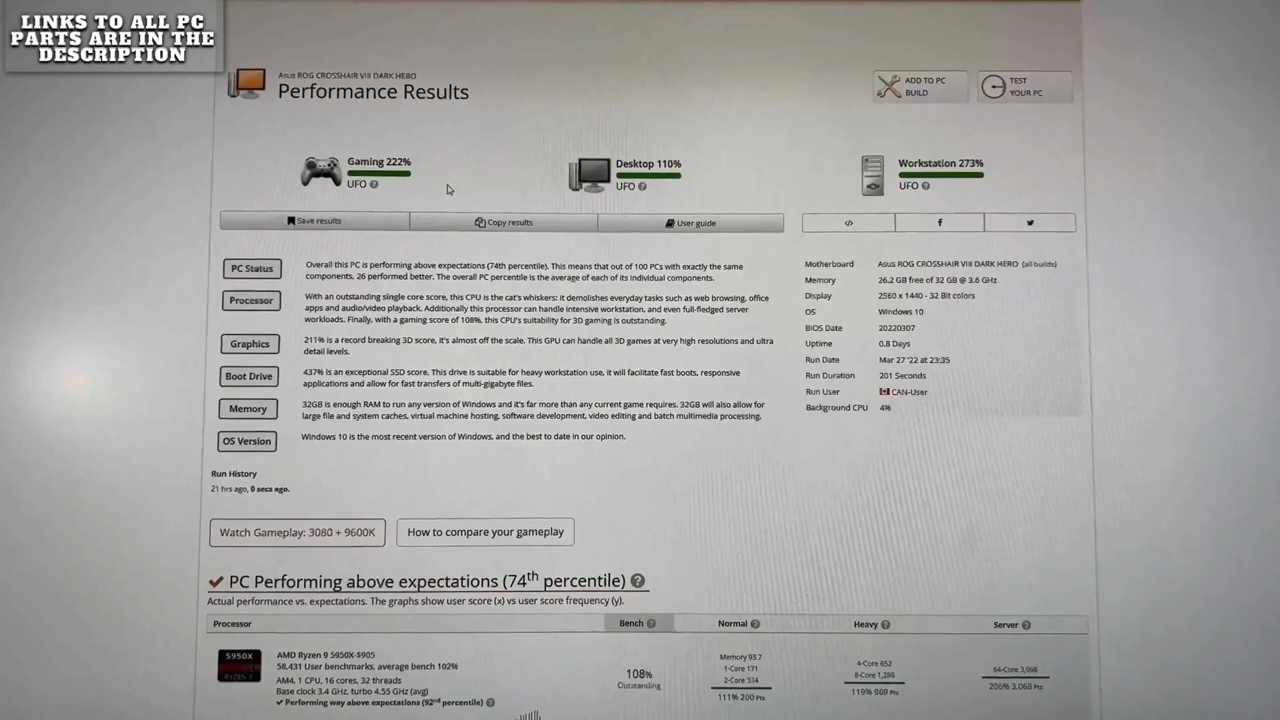 LINKS TO ALL PC
PARTS ARE IN THE
DESCRIPTION
Asus ROG CROSSHAIR VIII DARK HERO
Performance Results
ADD TO PC
BUILD
TEST
YOUR PC
Gaming 222%
UFO
Desktop 110%
UFO
Workstation 273%
UFO
Save results
Copy results
User guide
</>
f
PC Status
Overall this PC is performing above expectations (74th percentile). This means that out of 100 PCs with exactly the same
components, 26 performed better. The overall PC percentile is the average of each of its individual components.
Processor
With an outstanding single core score, this CPU is the cat's whiskers: It demolishes everyday tasks such as web browsing, office
apps and audio/video playback. Additionally this processor can handle intensive workstation, and even full-fledged server
workloads. Finally, with a gaming score of 108%, this CPU's suitability for 3D gaming is outstanding.
Graphics
211% is a record breaking 3D score, it's almost off the scale. This GPU can handle all 3D games at very high resolutions and ultra
detail levels.
Boot Drive
437% is an exceptional SSD score. This drive is suitable for heavy workstation use, it will facilitate fast boots, responsive
applications and allow for fast transfers of multi-gigabyte files.
Memory
32GB is enough RAM to run any version of Windows and it's far more than any current game requires. 32GB will also allow for
large file and system caches, virtual machine hosting, software development, video editing and batch multimedia processing.
OS Version
Windows 10 is the most recent version of Windows, and the best to date in our opinion.
Motherboard Asus ROG CROSSHAIR VIII DARK HERO (all builds)
Memory 26.2 GB free of 32 GB @ 3.6 GHz
Display 2560 x 1440 - 32 Bit colors
OS Windows 10
BIOS Date 20220307
Uptime 0.8 Days
Run Date Mar 27 '22 at 23:35
Run Duration 201 Seconds
Run User CAN-User
Background CPU 4%
Run History
21 hrs ago, 0 secs ago.
Watch Gameplay: 3080 + 9600K
How to compare your gameplay
PC Performing above expectations (74th percentile)
Actual performance vs. expectations. The graphs show user score (x) vs user score frequency (y).
Processor Bench Normal Heavy Server
5950X
RYZEN 9
AMD Ryzen 9 5950X-$905
58,431 User benchmarks, average bench 102%
AM4, 1 CPU, 16 cores, 32 threads
Base clock 3.4 GHz, turbo 4.55 GHz (avg)
Performing way above expectations (92nd percentile)
108%
Outstanding
Memory 93.7
1-Core 171
2-Core 334
111% 200 Pts
4-Core 652
8-Core 1,286
119% 969 Pts
64-Core 3,068
206% 3,068 Pts